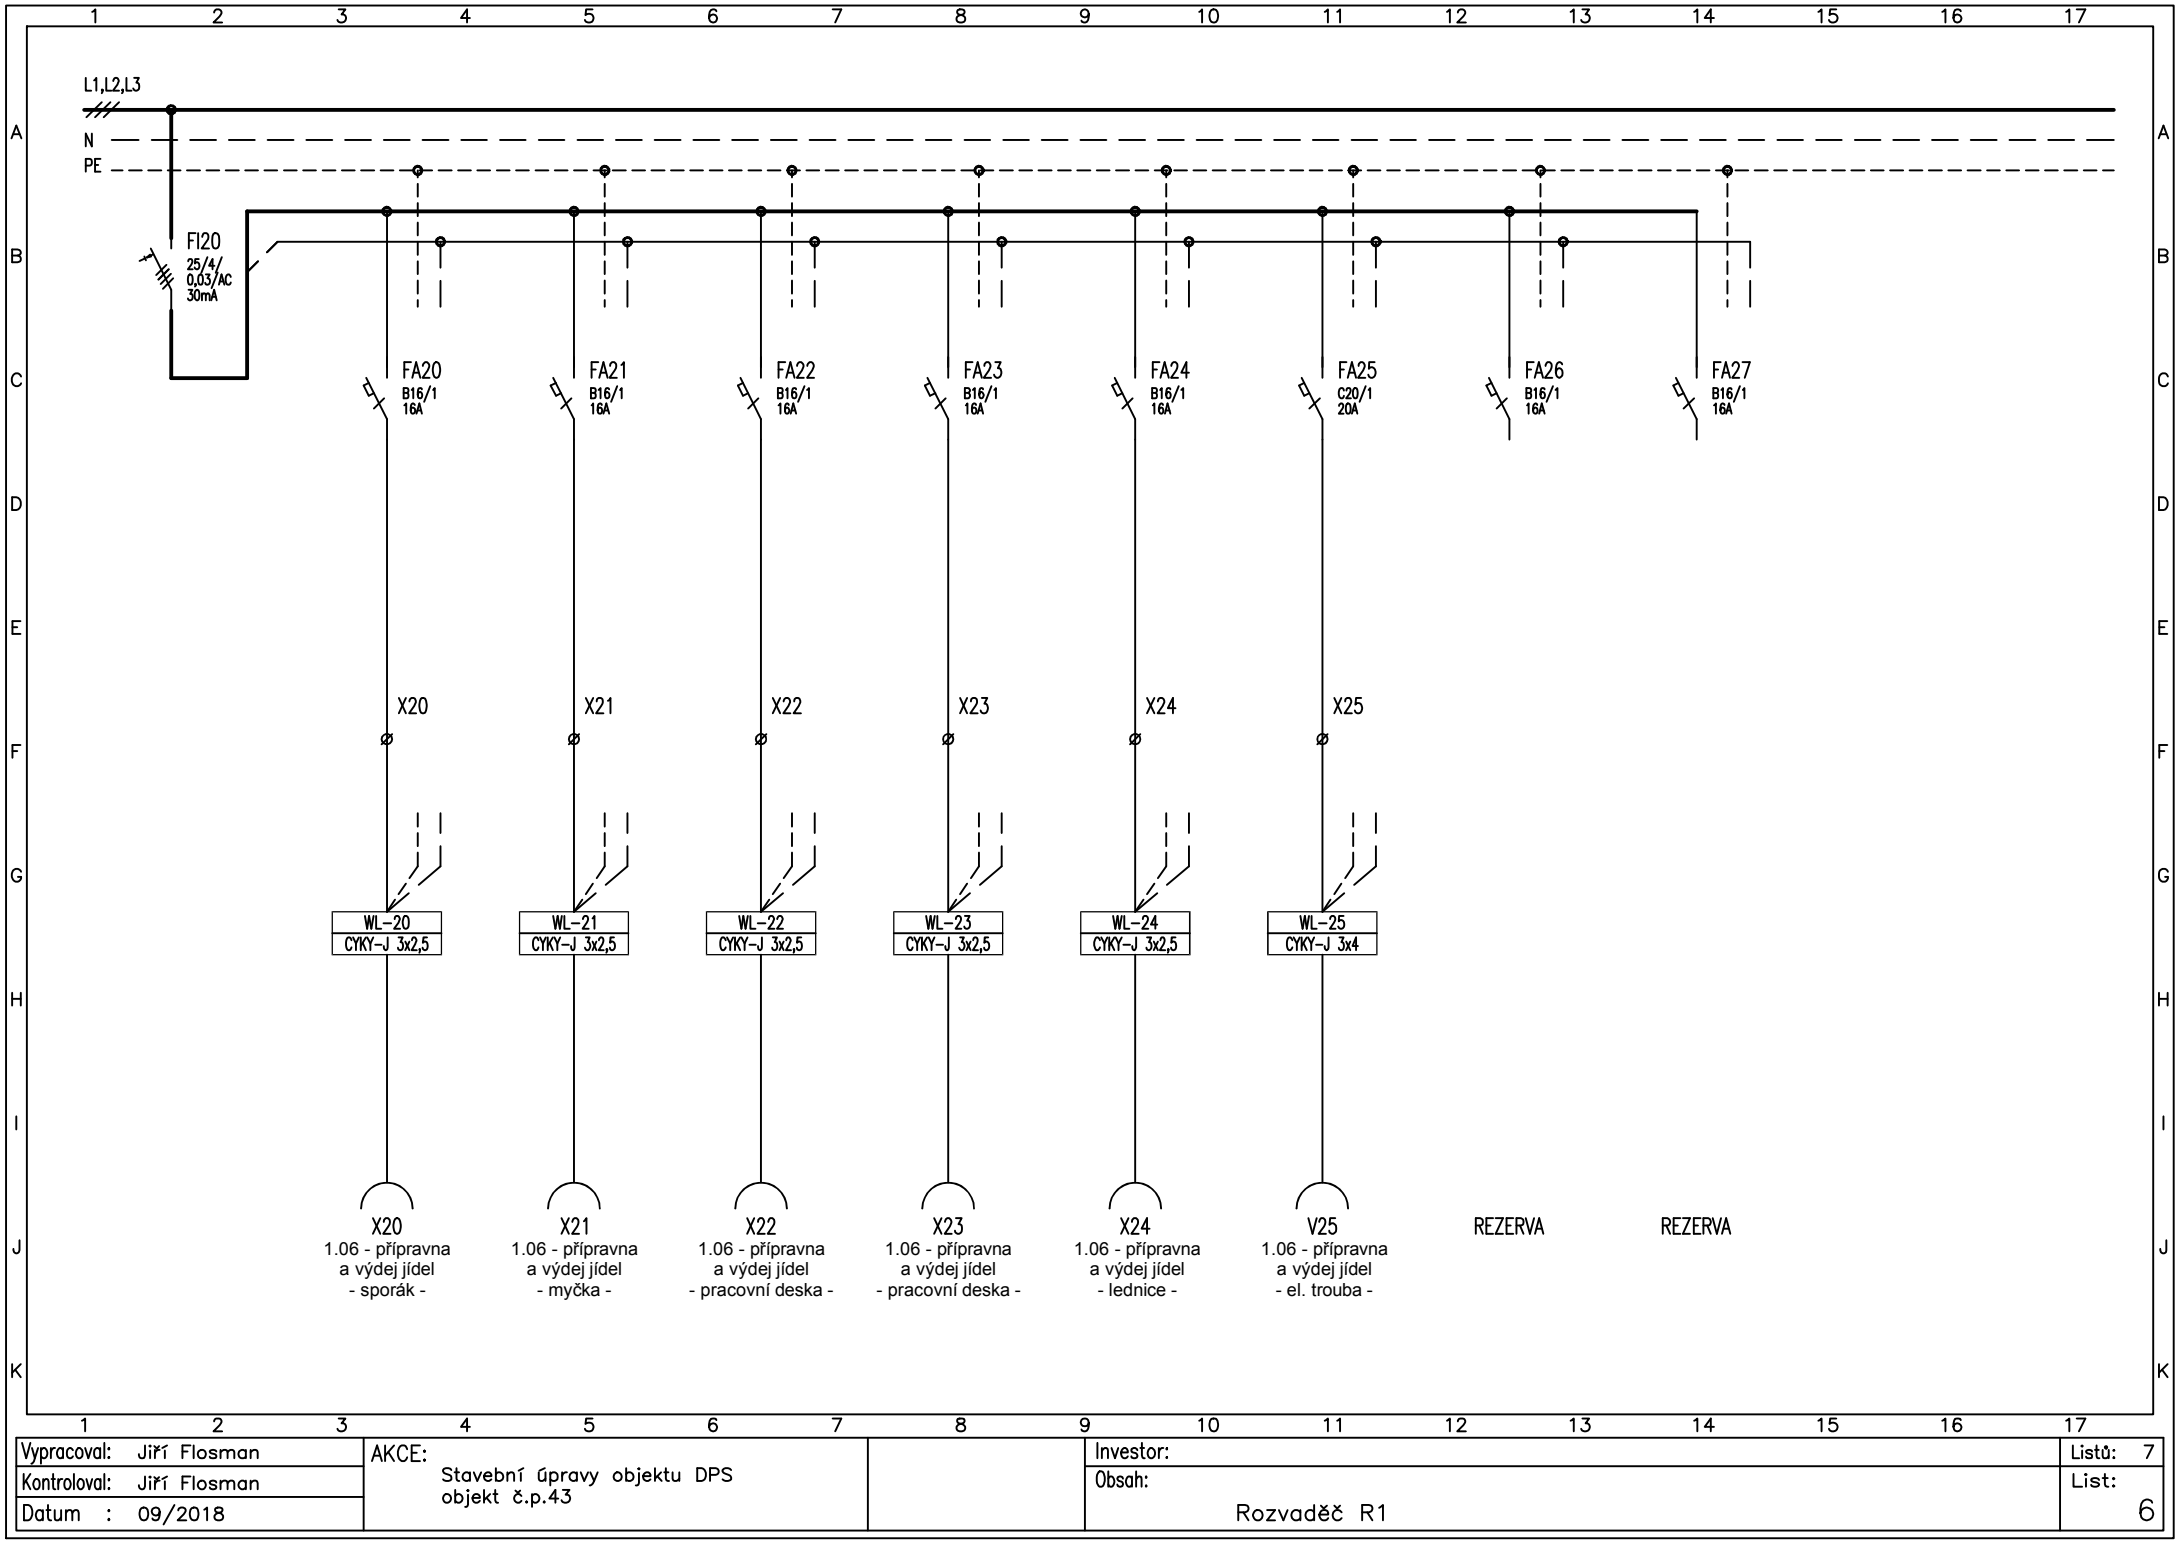 1 2 3 4 5 6 7 8 9 10 11 12 13 14 15 16 17
L1,L2,L3
A A
N
PE
FI20
B B
25/4/
0,03/AC
30mA
FA20 FA21 FA22 FA23 FA24 FA25 FA26 FA27
C C
B16/1 B16/1 B16/1 B16/1 B16/1 C20/1 B16/1 B16/1
16A 16A 16A 16A 16A 20A 16A 16A
D D
E E
X20 X21 X22 X23 X24 X25
F F
G G
WL-20 WL-21 WL-22 WL-23 WL-24 WL-25
CYKY-J 3x2,5 CYKY-J 3x2,5 CYKY-J 3x2,5 CYKY-J 3x2,5 CYKY-J 3x2,5 CYKY-J 3x4
H H
I I
X20 X21 X22 X23 X24 V25 REZERVA REZERVA
J J
1.06 - přípravna 1.06 - přípravna 1.06 - přípravna 1.06 - přípravna 1.06 - přípravna 1.06 - přípravna
a výdej jídel a výdej jídel a výdej jídel a výdej jídel a výdej jídel a výdej jídel
- sporák - - myčka - - pracovní deska - - pracovní deska - - lednice - - el. trouba -
K K
1 2 3 4 5 6 7 8 9 10 11 12 13 14 15 16 17
Vypracoval: Jiří Flosman
Kontroloval: Jiří Flosman
Datum : 09/2018
AKCE:
Stavební úpravy objektu DPS
objekt č.p.43
Investor:
Obsah:
Rozvaděč R1
Listů: 7
List:
6